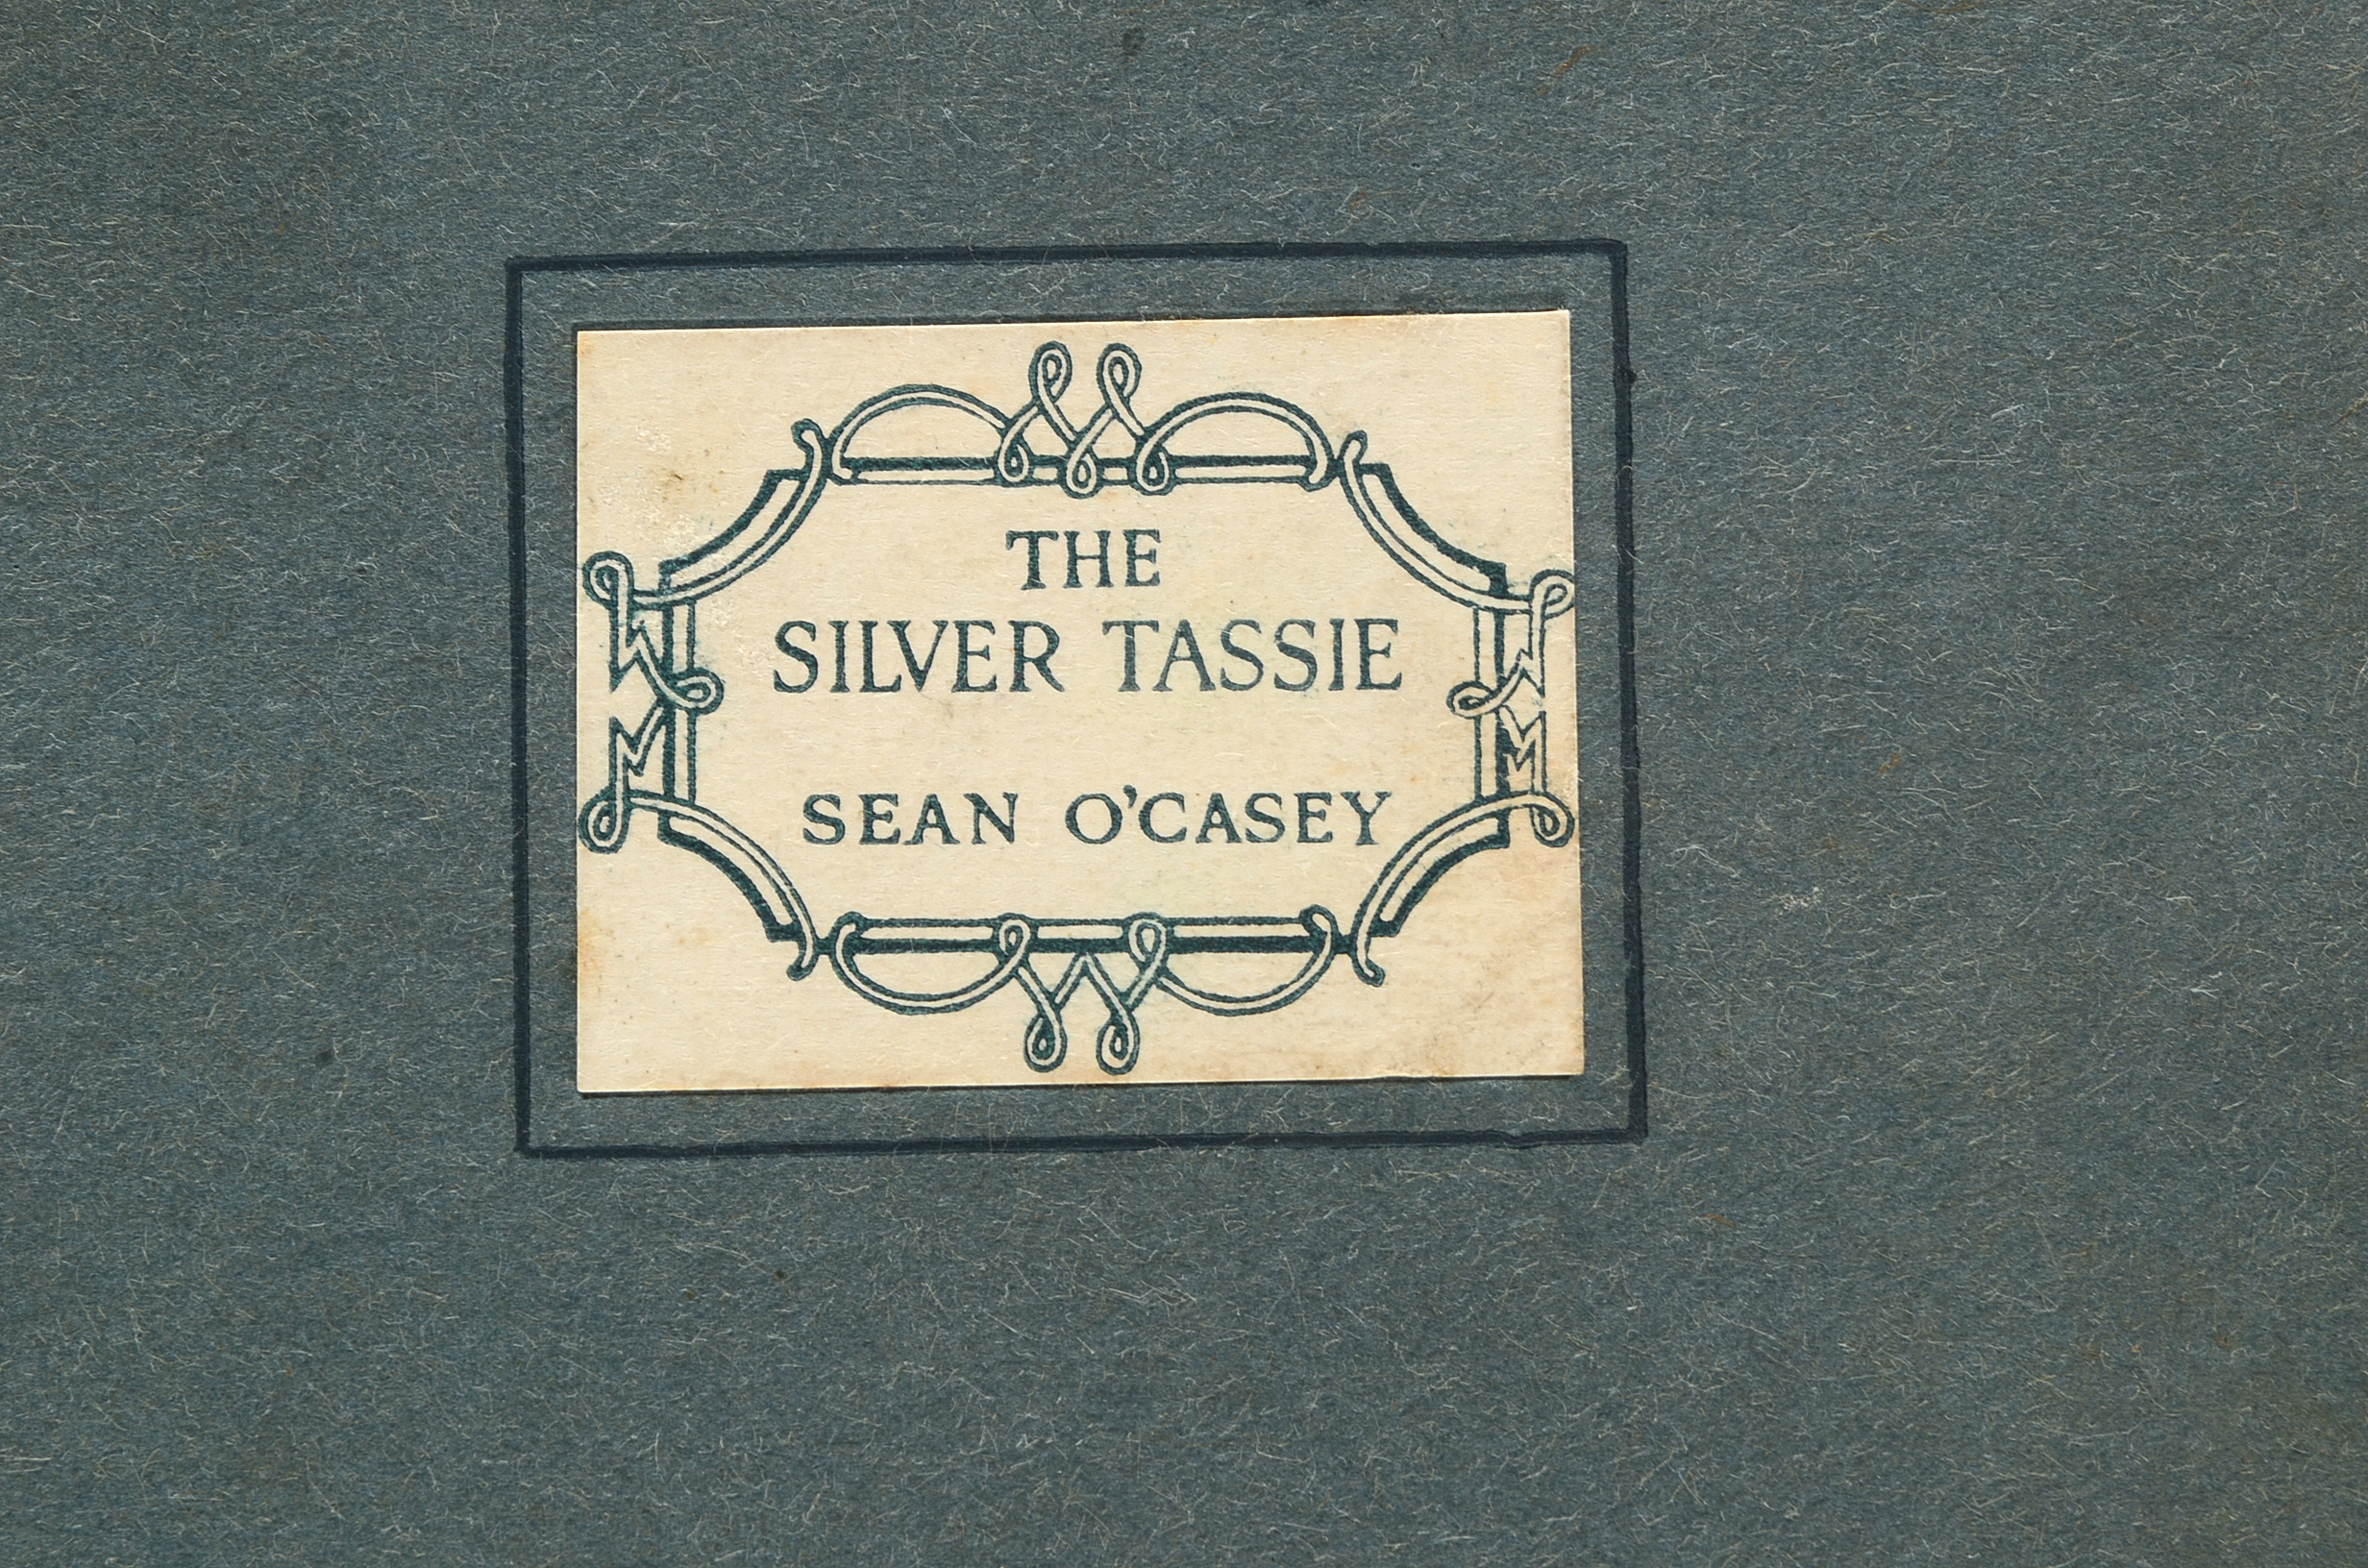 THE
SILVER TASSIE
SEAN O'CASEY